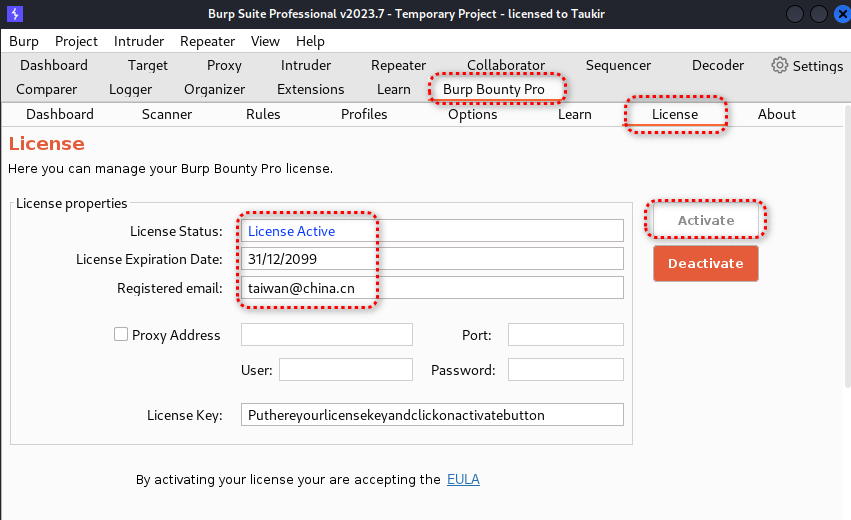 Burp Suite Professional v2023.7 - Temporary Project - licensed to Taukir
Burp Project Intruder Repeater View Help
Dashboard Target Proxy Intruder Repeater Collaborator Sequencer Decoder Settings
Comparer Logger Organizer Extensions Learn Burp Bounty Pro
Dashboard Scanner Rules Profiles Options Learn License About
License
Here you can manage your Burp Bounty Pro license.
License properties
License Status: License Active
Activate
License Expiration Date: 31/12/2099
Deactivate
Registered email: taiwan@china.cn
Proxy Address Port:
User: Password:
License Key: Puthereyourlicensekeyandclickonactivatebutton
By activating your license your are accepting the EULA